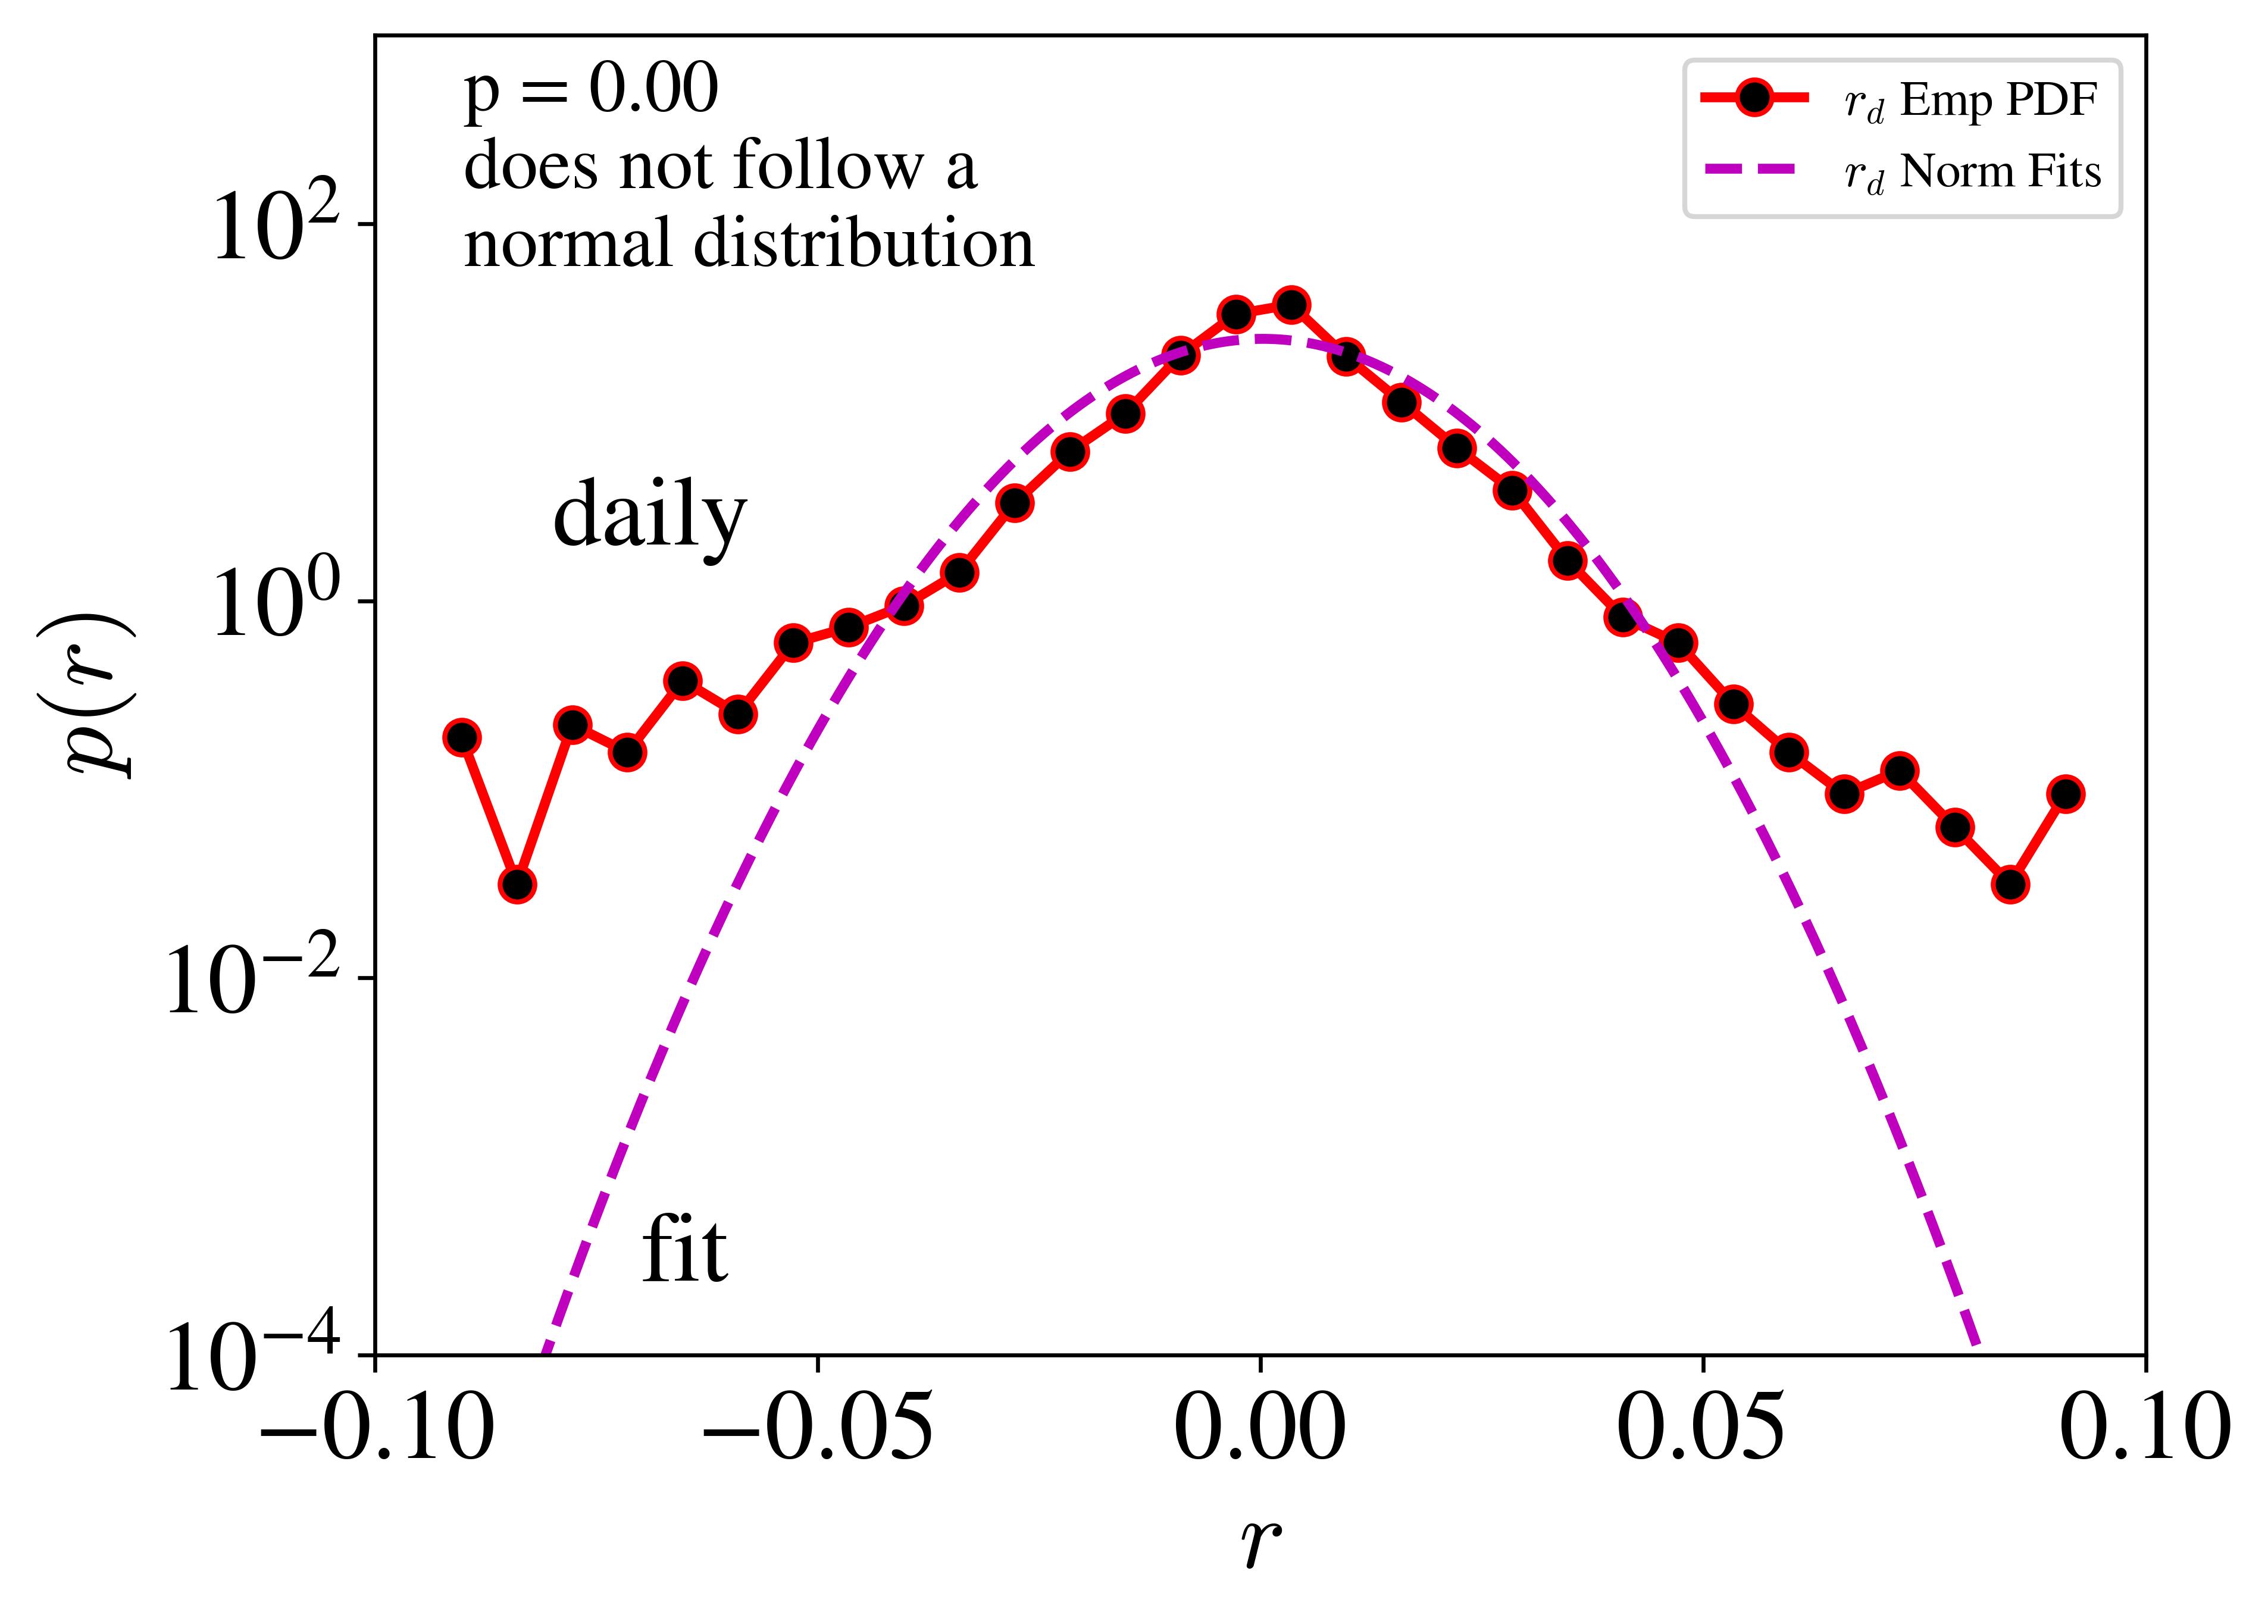 p = 0.00
does not follow a
normal distribution
r_d Emp PDF
r_d Norm Fits
daily
fit
p(r)
10^2
10^0
10^−2
10^−4
−0.10 −0.05 0.00 0.05 0.10
r